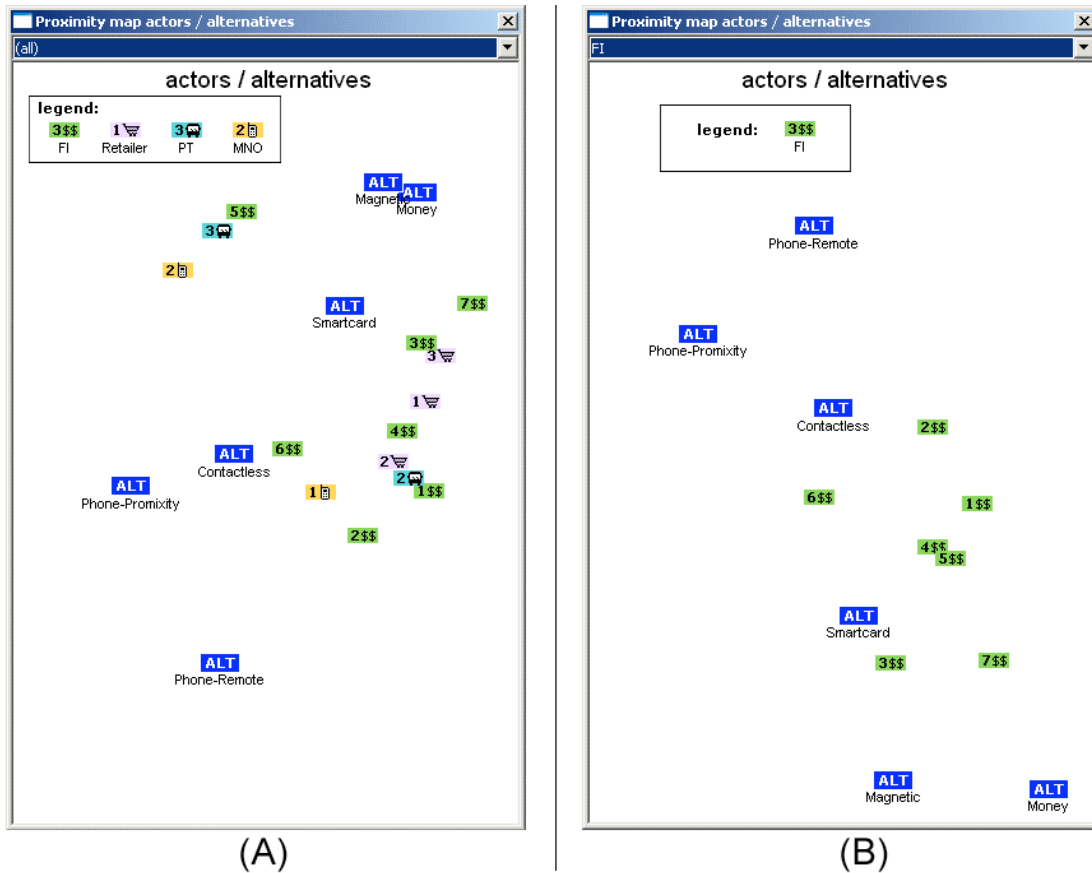 Proximity map actors / alternatives
(all)
actors / alternatives
legend:
3$$ 1 3 2
FI Retailer PT MNO
ALT
Magnetic
ALT
Money
5$$
3
2
ALT
Smartcard
7$$
3$$
3
1
4$$
ALT
Contactless
6$$
2
2
1$$
ALT
Phone-Promixity
1
2$$
ALT
Phone-Remote
(A)
Proximity map actors / alternatives
FI
actors / alternatives
legend: 3$$
FI
ALT
Phone-Remote
ALT
Phone-Promixity
ALT
Contactless
2$$
6$$
1$$
4$$
5$$
ALT
Smartcard
3$$
7$$
ALT
Magnetic
ALT
Money
(B)